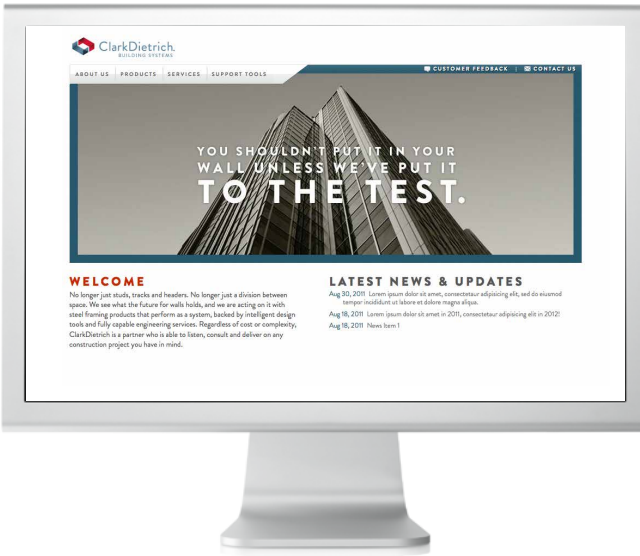 ClarkDietrich.
BUILDING SYSTEMS
ABOUT US PRODUCTS SERVICES SUPPORT TOOLS
CUSTOMER FEEDBACK | CONTACT US
YOU SHOULDN'T PUT IT IN YOUR
WALL UNLESS WE'VE PUT IT
TO THE TEST.
WELCOME
No longer just studs, tracks and headers. No longer just a division between
space. We see what the future for walls holds, and we are acting on it with
steel framing products that perform as a system, backed by intelligent design
tools and fully capable engineering services. Regardless of cost or complexity,
ClarkDietrich is a partner who is able to listen, consult and deliver on any
construction project you have in mind.
LATEST NEWS & UPDATES
Aug 30, 2011 Lorem ipsum dolor sit amet, consectetaur adipisicing elit, sed do eiusmod
tempor incididunt ut labore et dolore magna aliqua.
Aug 18, 2011 Lorem ipsum dolor sit amet in 2011, consectetaur adipisicing elit in 2012!
Aug 18, 2011 News Item 1